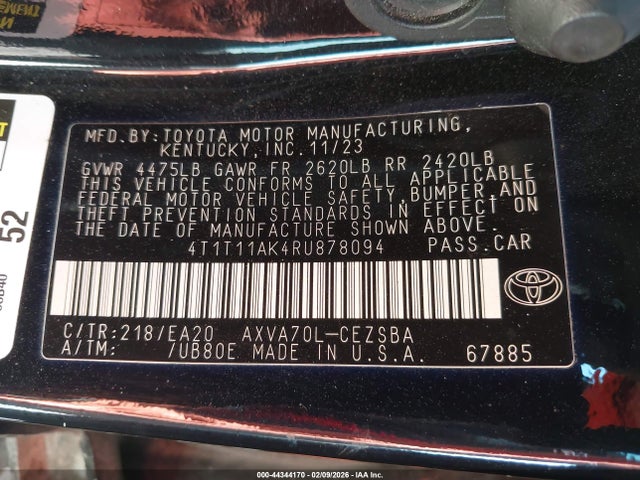 MFD.BY:TOYOTA MOTOR MANUFACTURING,
KENTUCKY,INC.11/23
GVWR 4475LB GAWR FR 2620LB RR 2420LB
THIS VEHICLE CONFORMS TO ALL APPLICABLE
FEDERAL MOTOR VEHICLE SAFETY,BUMPER,AND
THEFT PREVENTION STANDARDS IN EFFECT ON
THE DATE OF MANUFACTURE SHOWN ABOVE.
4T1T11AK4RU878094 PASS.CAR
C/TR:218/EA20 AXVA70L-CEZSBA
A/TM: /UB80E MADE IN U.S.A. 67885
52
000-44344170 - 02/09/2026 - IAA Inc.